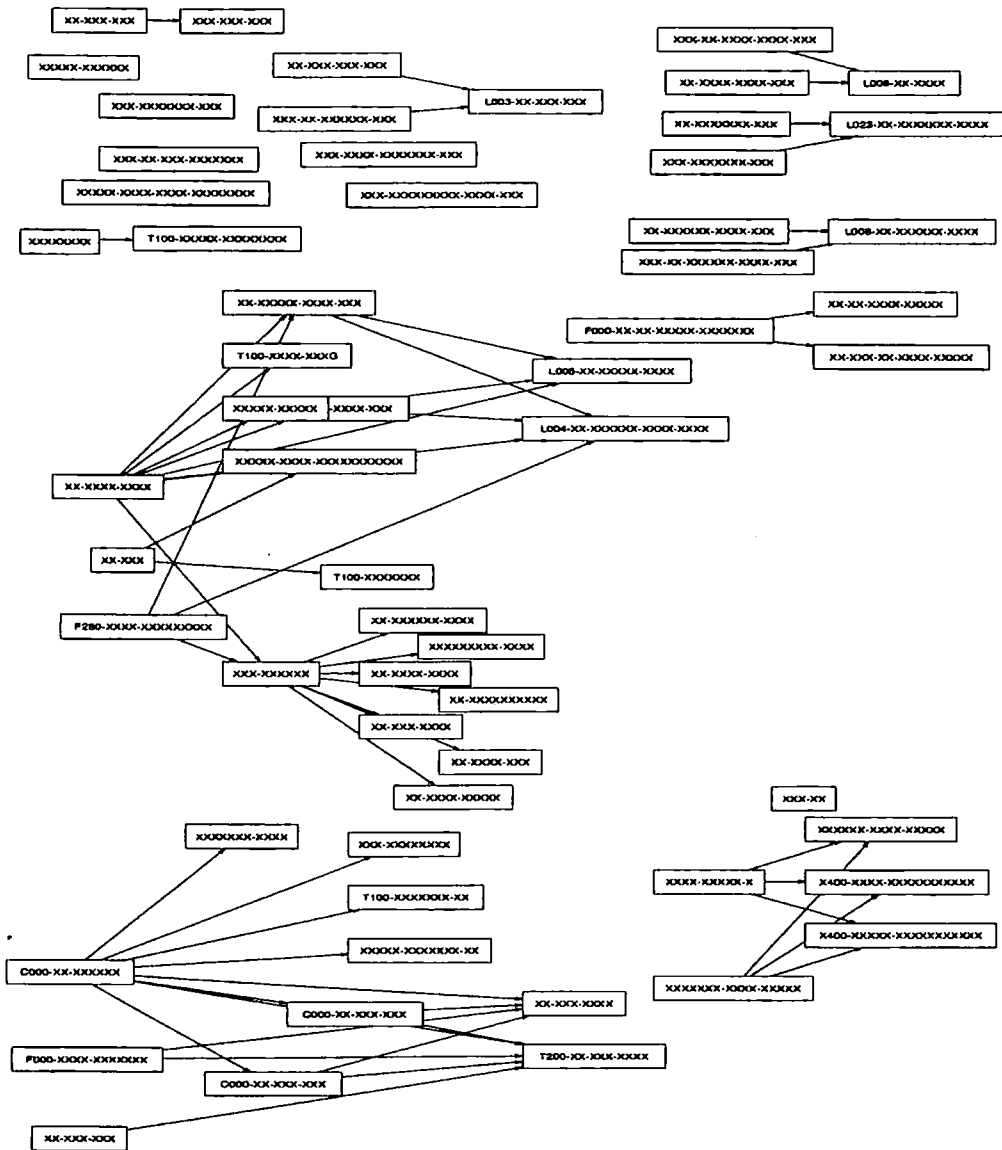 XX-XXX-XXX
XXX-XXX-XXX
XXXXX-XXXXXX
XX-XXX-XXX-XXX
XXX-XX-XXXX-XXXX-XXX
XX-XXXX-XXXX-XXX
L009-XX-XXXX
XXX-XXXXXXX-XXX
L003-XX-XXX-XXX
XXX-XX-XXXXXX-XXX
XX-XXXXXXX-XXX
L023-XX-XXXXXXX-XXXX
XXX-XX-XXX-XXXXXXX
XXX-XXXX-XXXXXXX-XXX
XXX-XXXXXXX-XXX
XXXXX-XXXX-XXXX-XXXXXXXXX
XXX-XXXXXXXXXX-XXXX-XXX
XXXXXXXX
T100-XXXXX-XXXXXXXXX
XX-XXXXXX-XXXX-XXX
L008-XX-XXXXXX-XXXX
XXX-XX-XXXXXX-XXXX-XXX
XX-XXXXX-XXXX-XXX
XX-XX-XXXX-XXXXX
F000-XX-XX-XXXXX-XXXXXXX
T100-XXXX-XXXG
XX-XXX-XX-XXXX-XXXXX
L006-XX-XXXXX-XXXX
XXXXX-XXXXX
-XXXX-XXX
L004-XX-XXXXXX-XXXX-XXXX
XXXXXX-XXXX-XXXXXXXXXXXX
XX-XXXX-XXXX
XX-XXX
T100-XXXXXXX
F280-XXXX-XXXXXXXXX
XX-XXXXXX-XXXX
XXXXXXXXX-XXXX
XXX-XXXXXX
XX-XXXX-XXXX
XX-XXXXXXXXXX
XX-XXX-XXXX
XX-XXXX-XXX
XX-XXXX-XXXXX
XXX-XX
XXXXXXX-XXXX
XXX-XXXXXXXX
XXXXXX-XXXX-XXXXX
T100-XXXXXXX-XX
XXXX-XXXXX-X
X400-XXXX-XXXXXXXXXXX
XXXXX-XXXXXXX-XX
X400-XXXXX-XXXXXXXXXXX
C000-XX-XXXXXX
XXXXXXX-XXXX-XXXXX
C000-XX-XXX-XXX
XX-XXX-XXXX
F000-XXXX-XXXXXXX
T200-XX-XXX-XXXX
C000-XX-XXX-XXX
XX-XXX-XXX